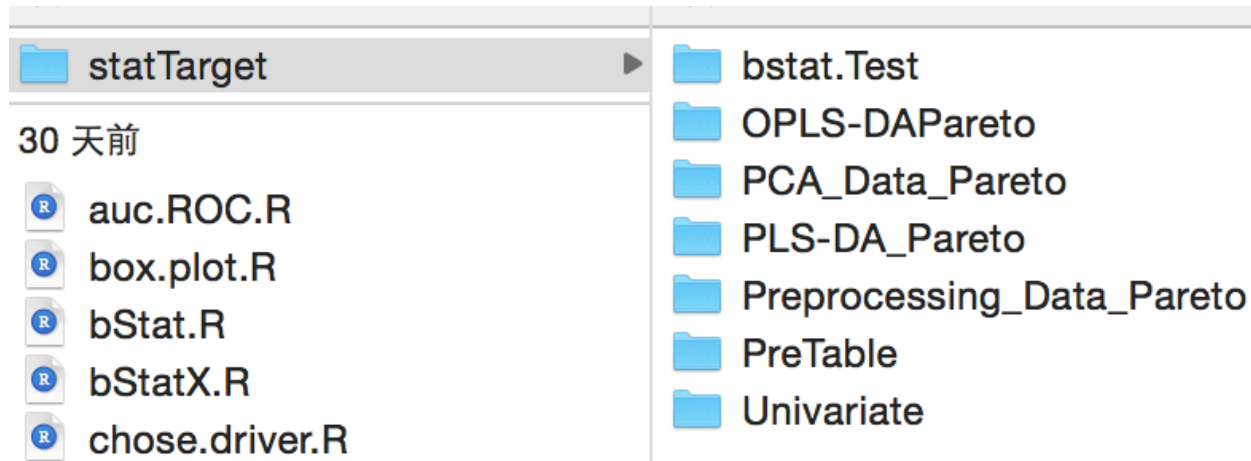 statTarget
30 天前
auc.ROC.R
box.plot.R
bStat.R
bStatX.R
chose.driver.R
bstat.Test
OPLS-DAPareto
PCA_Data_Pareto
PLS-DA_Pareto
Preprocessing_Data_Pareto
PreTable
Univariate